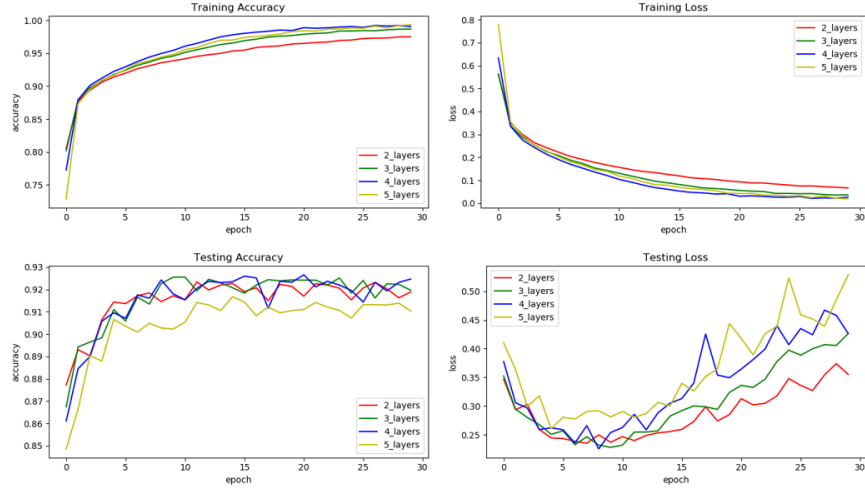 Training Accuracy
1.00
0.95
0.90
0.85
0.80
0.75
accuracy
2_layers
3_layers
4_layers
5_layers
0 5 10 15 20 25 30
epoch
Training Loss
0.8
0.7
0.6
0.5
0.4
0.3
0.2
0.1
0.0
loss
2_layers
3_layers
4_layers
5_layers
0 5 10 15 20 25 30
epoch
Testing Accuracy
0.93
0.92
0.91
0.90
0.89
0.88
0.87
0.86
0.85
accuracy
2_layers
3_layers
4_layers
5_layers
0 5 10 15 20 25 30
epoch
Testing Loss
0.50
0.45
0.40
0.35
0.30
0.25
loss
2_layers
3_layers
4_layers
5_layers
0 5 10 15 20 25 30
epoch